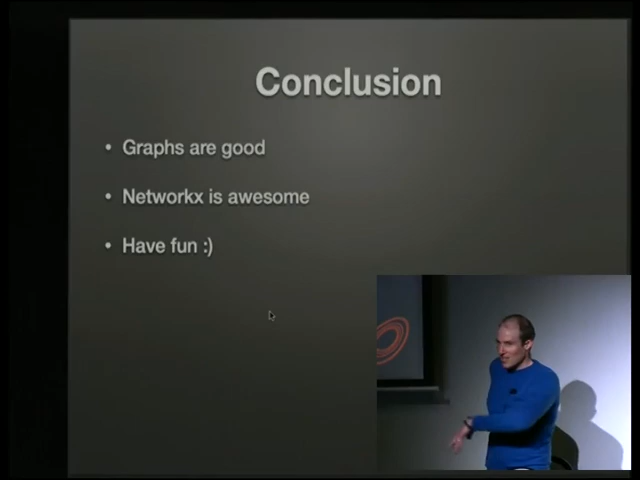 Conclusion
• Graphs are good
• Networkx is awesome
• Have fun :)